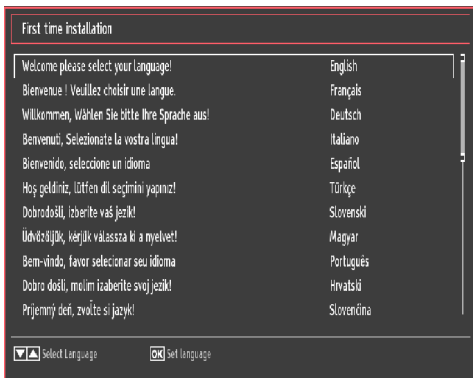 First time installation
Welcome please select your language! English
Bienvenue ! Veuillez choisir une langue. Français
Willkommen, Wählen Sie bitte Ihre Sprache aus! Deutsch
Benvenuti, Selezionate la vostra lingua! Italiano
Bienvenido, seleccione un idioma Español
Hoş geldiniz, lütfen dil seçimini yapınız! Türkçe
Dobrodošli, izberite vaš jezik! Slovenski
Üdvözöljük, kérjük válassza ki a nyelvet! Magyar
Bem-vindo, favor selecionar seu idioma Português
Dobro došli, molim izaberite svoj jezik! Hrvatski
Príjemný deň, zvoľte si jazyk! Slovenčina
Select Language OK Set language